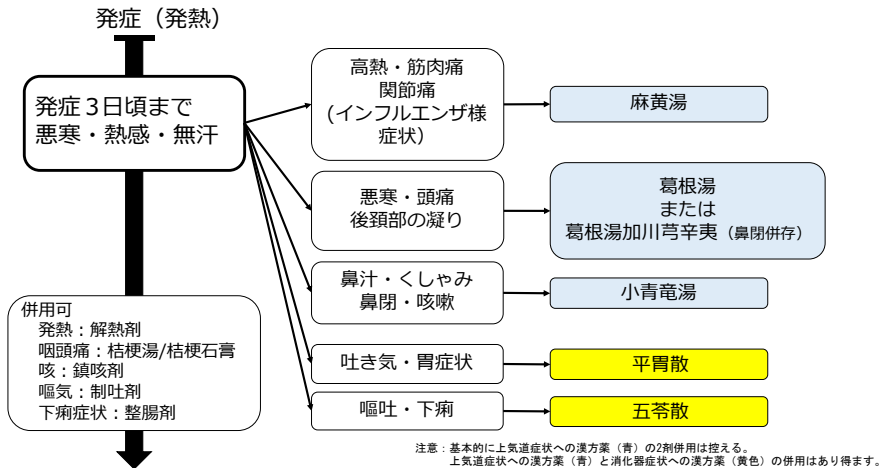 発症（発熱）
発症３日頃まで
悪寒・熱感・無汗
高熱・筋肉痛
関節痛
(インフルエンザ様
症状）
麻黄湯
悪寒・頭痛
後頚部の凝り
葛根湯
または
葛根湯加川芎辛夷（鼻閉併存）
鼻汁・くしゃみ
鼻閉・咳嗽
小青竜湯
吐き気・胃症状
平胃散
嘔吐・下痢
五苓散
併用可
発熱：解熱剤
咽頭痛：桔梗湯/桔梗石膏
咳：鎮咳剤
嘔気：制吐剤
下痢症状：整腸剤
注意：基本的に上気道症状への漢方薬（青）の2剤併用は控える。
上気道症状への漢方薬（青）と消化器症状への漢方薬（黄色）の併用はあり得ます。